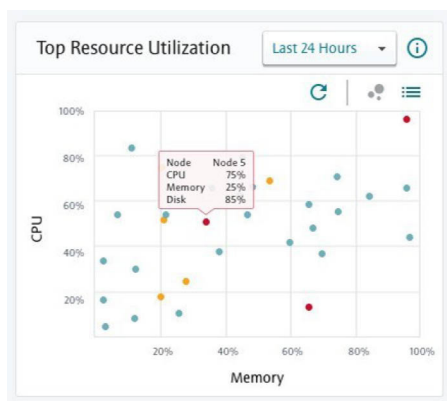 Top Resource Utilization
Last 24 Hours
100%
80%
60%
40%
20%
CPU
Node Node 5
CPU 75%
Memory 25%
Disk 85%
20% 40% 60% 80% 100%
Memory